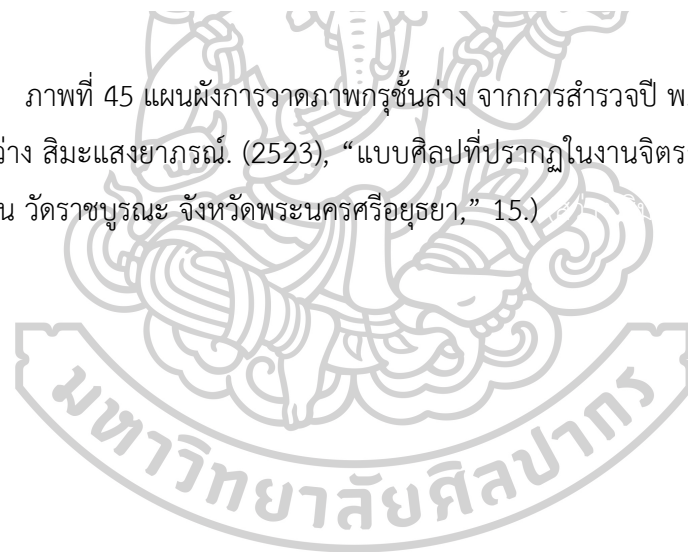 ภาพที่ 45 แผนผังการวาดภาพกรุชั้นล่าง จากการสำรวจปี พ.
ว่าง สิมะแสงยาภรณ์. (2523), “แบบศิลปที่ปรากฏในงานจิตร
น วัดราชบูรณะ จังหวัดพระนครศรีอยุธยา,” 15.)
มหาวิทยาลัยศิลปากร